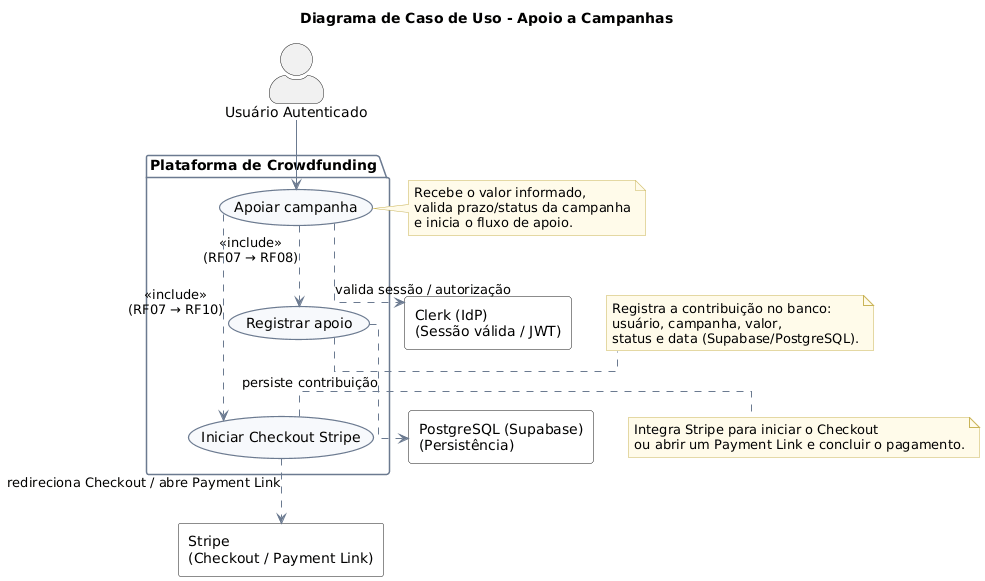 Diagrama de Caso de Uso - Apoio a Campanhas
Usuário Autenticado
Plataforma de Crowdfunding
Apoiar campanha
Recebe o valor informado,
valida prazo/status da campanha
e inicia o fluxo de apoio.
«include»
(RF07 → RF08)
«include»
(RF07 → RF10)
valida sessão / autorização
Clerk (IdP)
(Sessão válida / JWT)
Registrar apoio
Registra a contribuição no banco:
usuário, campanha, valor,
status e data (Supabase/PostgreSQL).
persiste contribuição
PostgreSQL (Supabase)
(Persistência)
Iniciar Checkout Stripe
Integra Stripe para iniciar o Checkout
ou abrir um Payment Link e concluir o pagamento.
redireciona Checkout / abre Payment Link
Stripe
(Checkout / Payment Link)